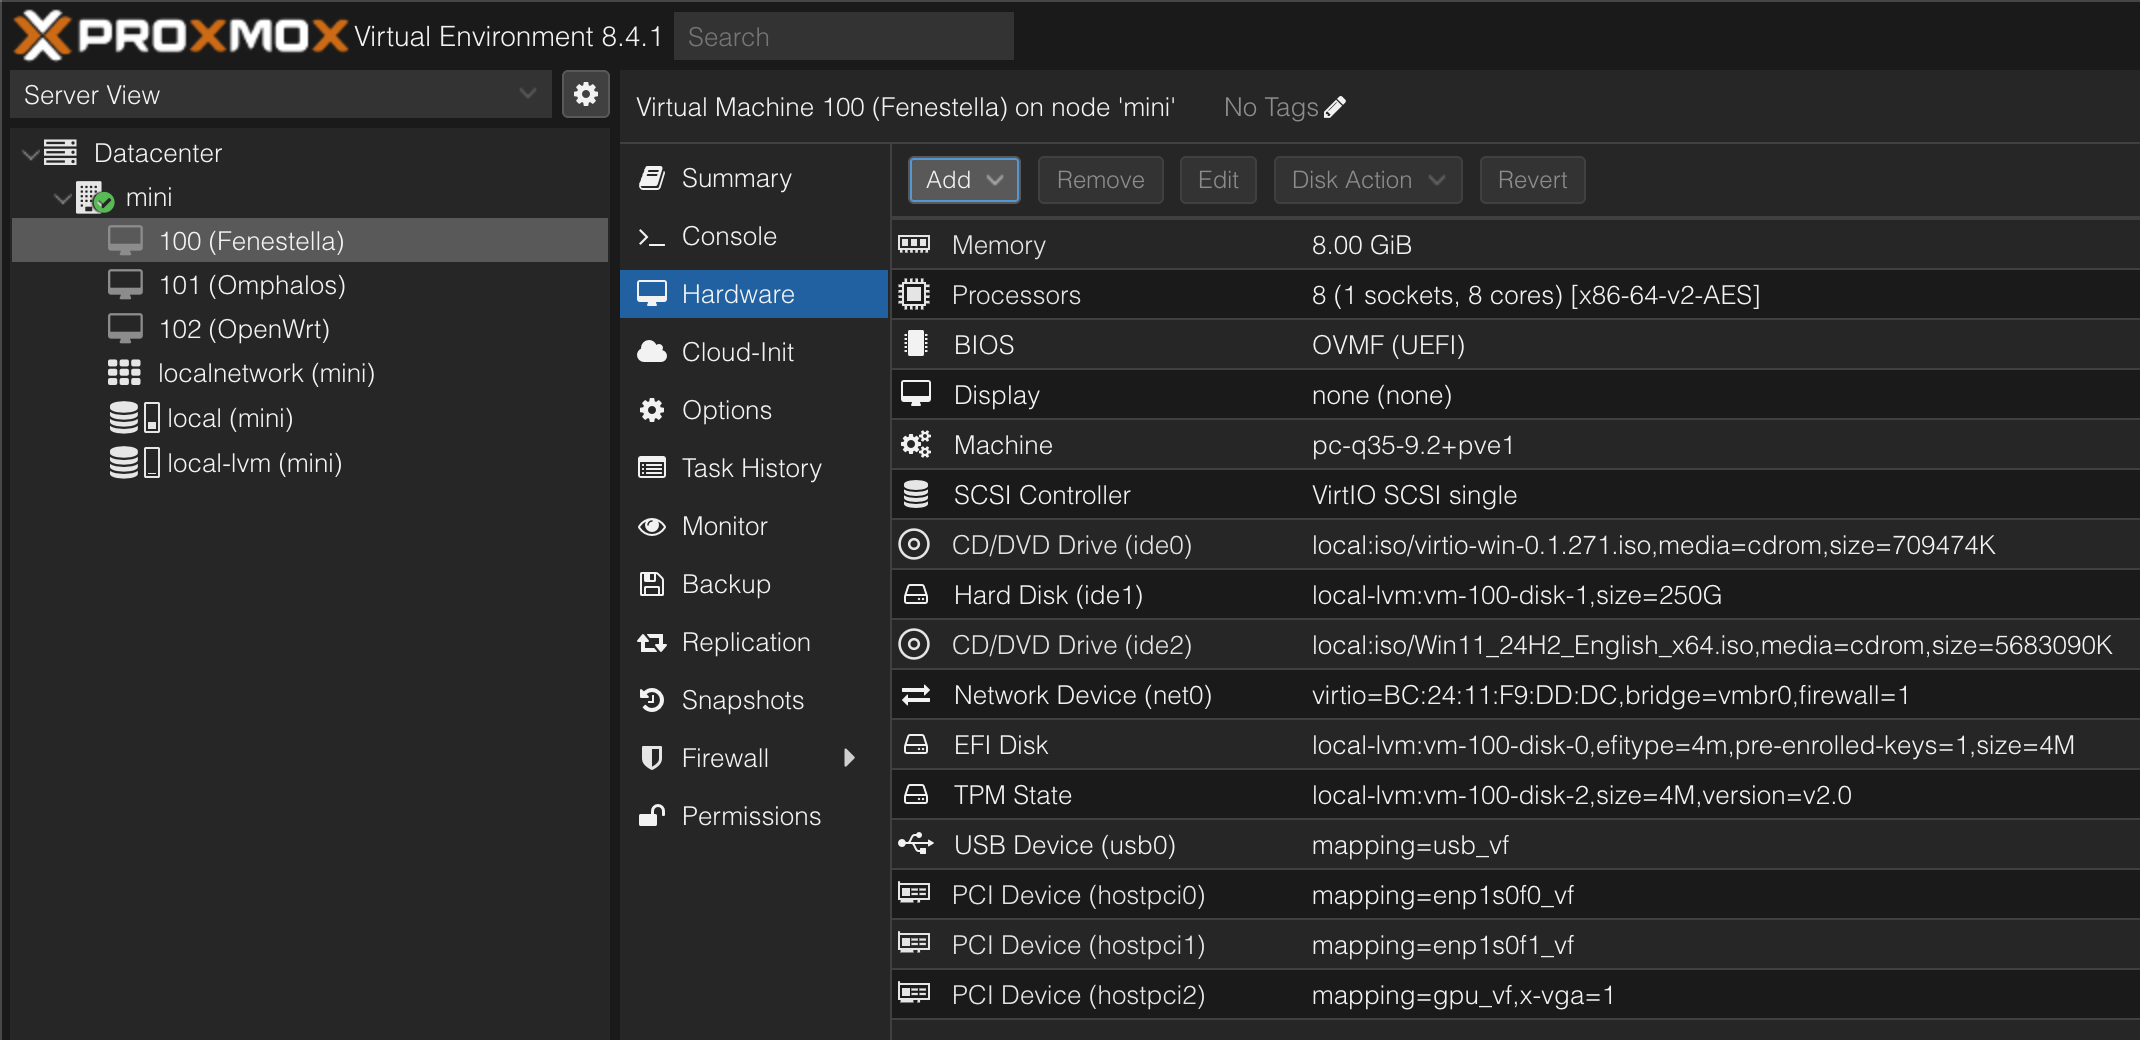 PROXMOX Virtual Environment 8.4.1 Search
Server View
Datacenter
mini
100 (Fenestella)
101 (Omphalos)
102 (OpenWrt)
localnetwork (mini)
local (mini)
local-lvm (mini)
Virtual Machine 100 (Fenestella) on node 'mini' No Tags
Summary
Console
Hardware
Cloud-Init
Options
Task History
Monitor
Backup
Replication
Snapshots
Firewall
Permissions
Add Remove Edit Disk Action Revert
Memory 8.00 GiB
Processors 8 (1 sockets, 8 cores) [x86-64-v2-AES]
BIOS OVMF (UEFI)
Display none (none)
Machine pc-q35-9.2+pve1
SCSI Controller VirtIO SCSI single
CD/DVD Drive (ide0) local:iso/virtio-win-0.1.271.iso,media=cdrom,size=709474K
Hard Disk (ide1) local-lvm:vm-100-disk-1,size=250G
CD/DVD Drive (ide2) local:iso/Win11_24H2_English_x64.iso,media=cdrom,size=5683090K
Network Device (net0) virtio=BC:24:11:F9:DD:DC,bridge=vmbr0,firewall=1
EFI Disk local-lvm:vm-100-disk-0,efitype=4m,pre-enrolled-keys=1,size=4M
TPM State local-lvm:vm-100-disk-2,size=4M,version=v2.0
USB Device (usb0) mapping=usb_vf
PCI Device (hostpci0) mapping=enp1s0f0_vf
PCI Device (hostpci1) mapping=enp1s0f1_vf
PCI Device (hostpci2) mapping=gpu_vf,x-vga=1